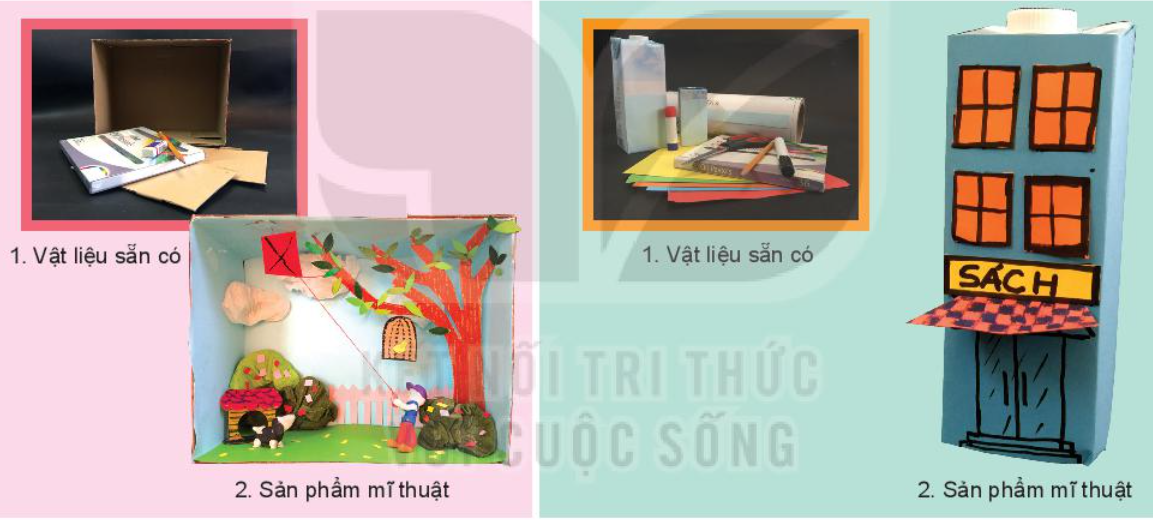 1. Vật liệu sẵn có
2. Sản phẩm mĩ thuật
1. Vật liệu sẵn có
SÁCH
2. Sản phẩm mĩ thuật
KẾT NỐI TRI THỨC
VỚI CUỘC SỐNG